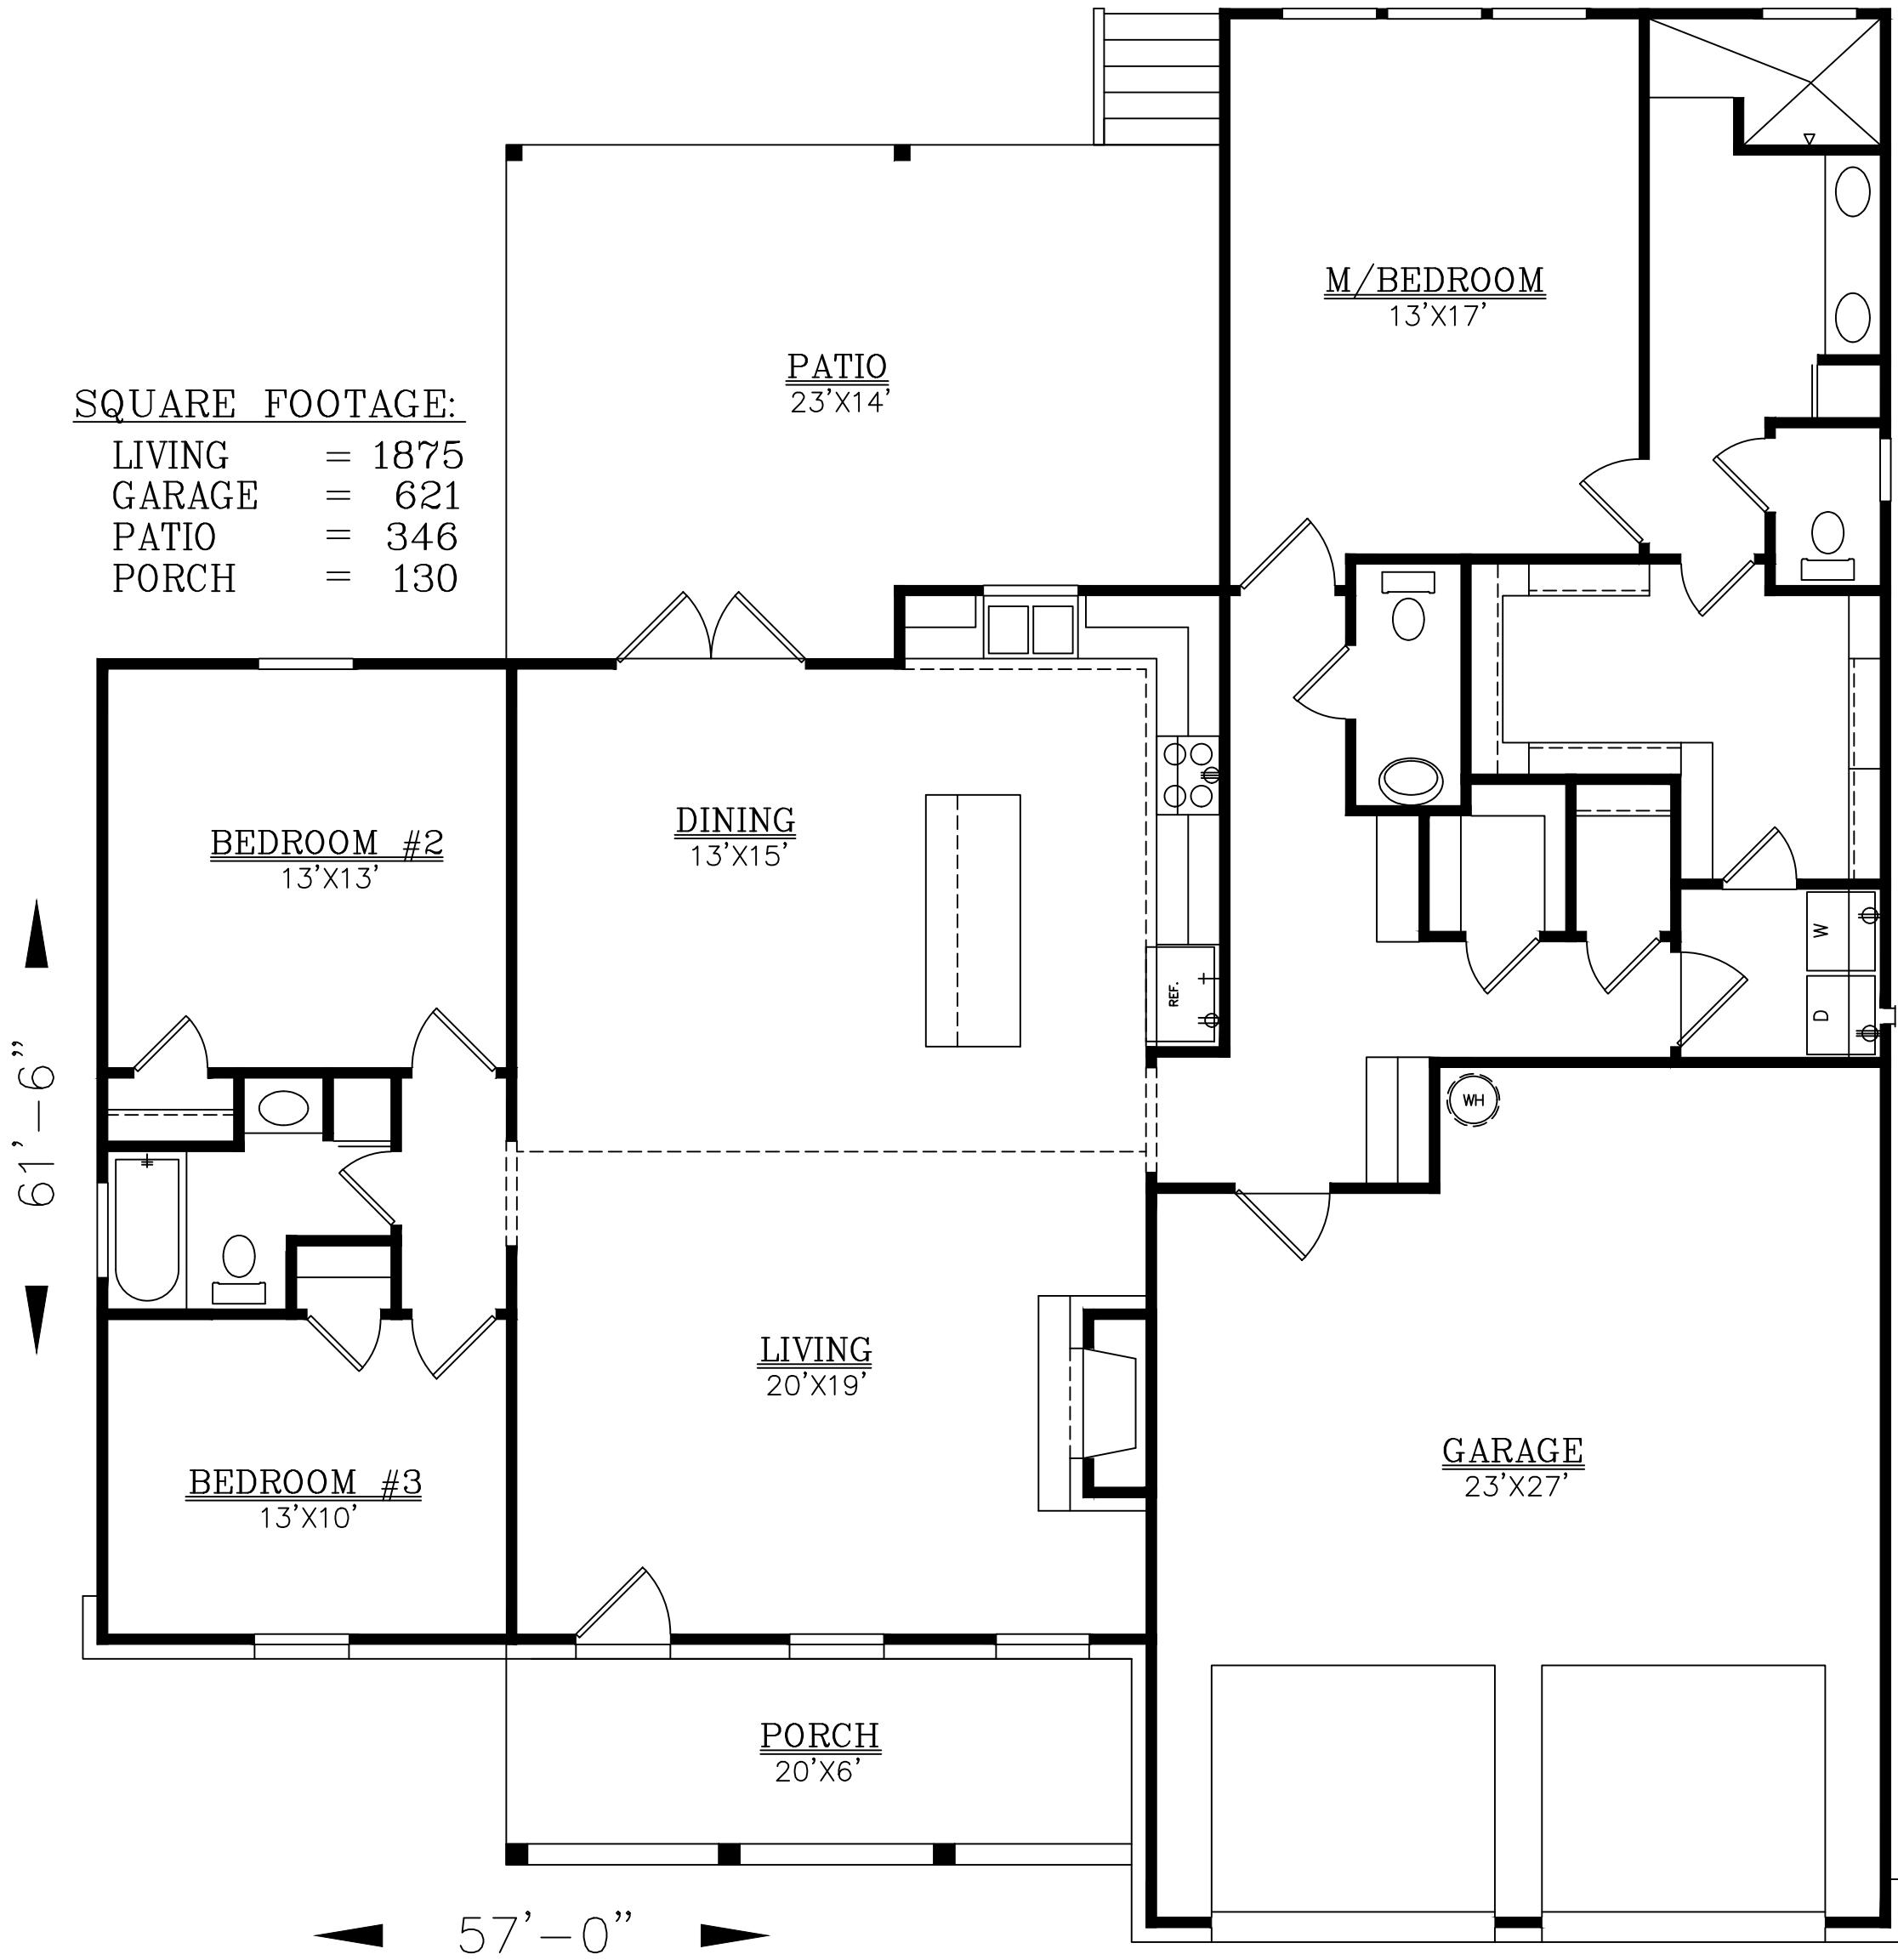 M/BEDROOM
13'X17'
PATIO
23'X14'
SQUARE FOOTAGE:
LIVING = 1875
GARAGE = 621
PATIO = 346
PORCH = 130
DINING
13'X15'
BEDROOM #2
13'X13'
W
REF.
D
61'-6"
WH
LIVING
20'X19'
GARAGE
23'X27'
BEDROOM #3
13'X10'
PORCH
20'X6'
57'-0"